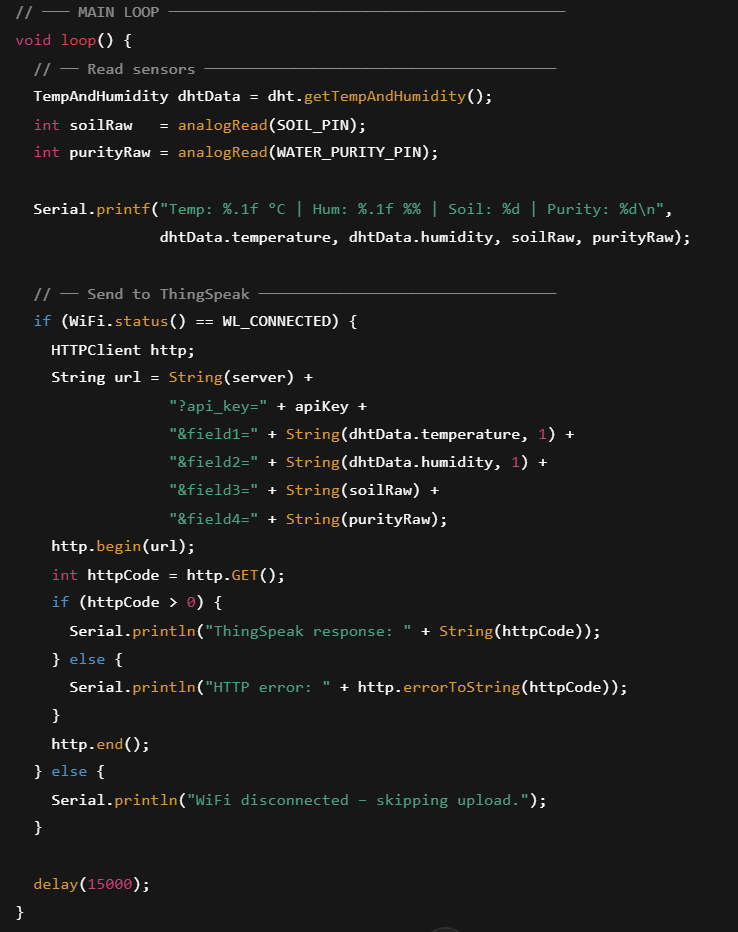 // ── MAIN LOOP ────────────────────────────────────────────
void loop() {
  // ── Read sensors ───────────────────────────────────────
  TempAndHumidity dhtData = dht.getTempAndHumidity();
  int soilRaw   = analogRead(SOIL_PIN);
  int purityRaw = analogRead(WATER_PURITY_PIN);

  Serial.printf("Temp: %.1f °C | Hum: %.1f %% | Soil: %d | Purity: %d\n",
                dhtData.temperature, dhtData.humidity, soilRaw, purityRaw);

  // ── Send to ThingSpeak ─────────────────────────────────
  if (WiFi.status() == WL_CONNECTED) {
    HTTPClient http;
    String url = String(server) +
                 "?api_key=" + apiKey +
                 "&field1=" + String(dhtData.temperature, 1) +
                 "&field2=" + String(dhtData.humidity, 1) +
                 "&field3=" + String(soilRaw) +
                 "&field4=" + String(purityRaw);
    http.begin(url);
    int httpCode = http.GET();
    if (httpCode > 0) {
      Serial.println("ThingSpeak response: " + String(httpCode));
    } else {
      Serial.println("HTTP error: " + http.errorToString(httpCode));
    }
    http.end();
  } else {
    Serial.println("WiFi disconnected – skipping upload.");
  }

  delay(15000);
}